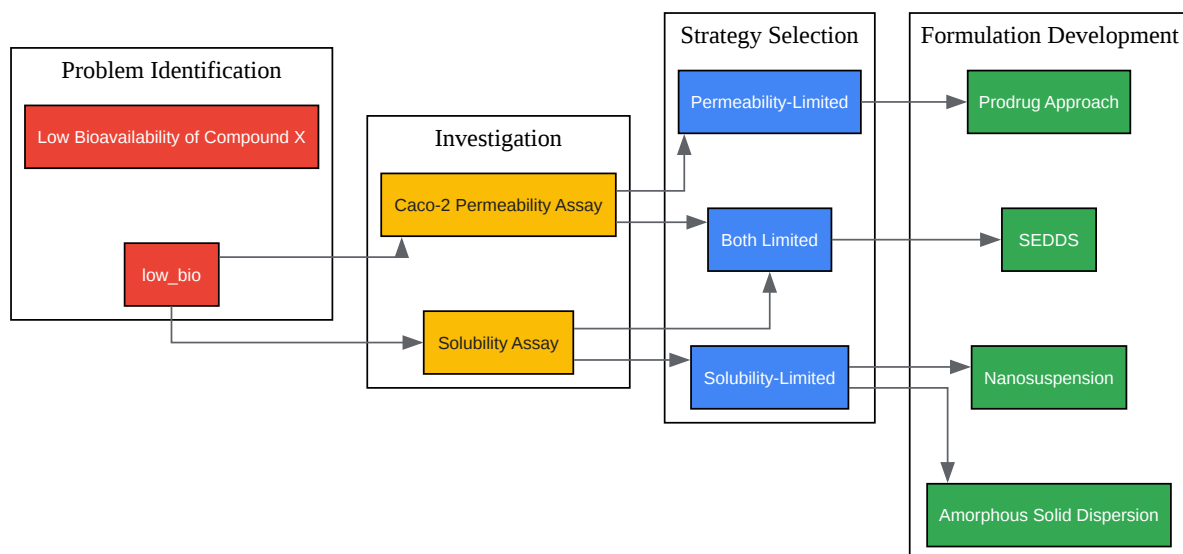 Problem Identification
Low Bioavailability of Compound X
low_bio
Investigation
Caco-2 Permeability Assay
Solubility Assay
Strategy Selection
Permeability-Limited
Both Limited
Solubility-Limited
Formulation Development
Prodrug Approach
SEDDS
Nanosuspension
Amorphous Solid Dispersion